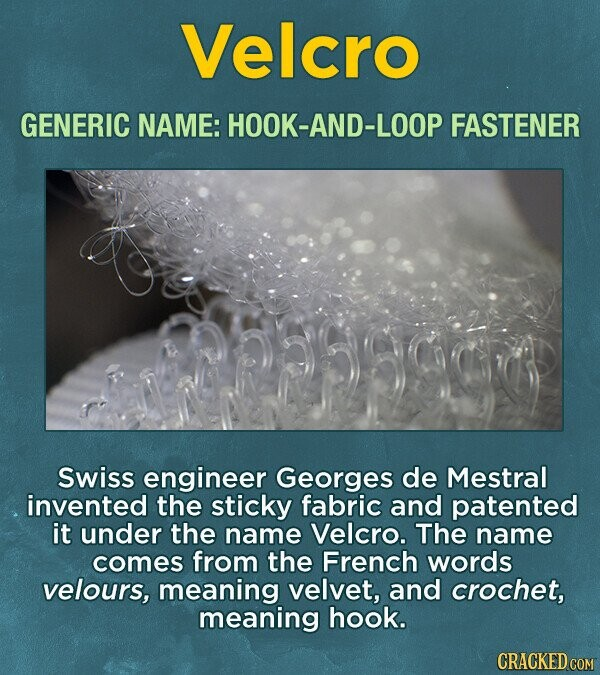 Velcro
GENERIC NAME: HOOK-AND-LOOP FASTENER
Swiss engineer Georges de Mestral
invented the sticky fabric and patented
it under the name Velcro. The name
comes from the French words
velours, meaning velvet, and crochet,
meaning hook.
CRACKED.COM